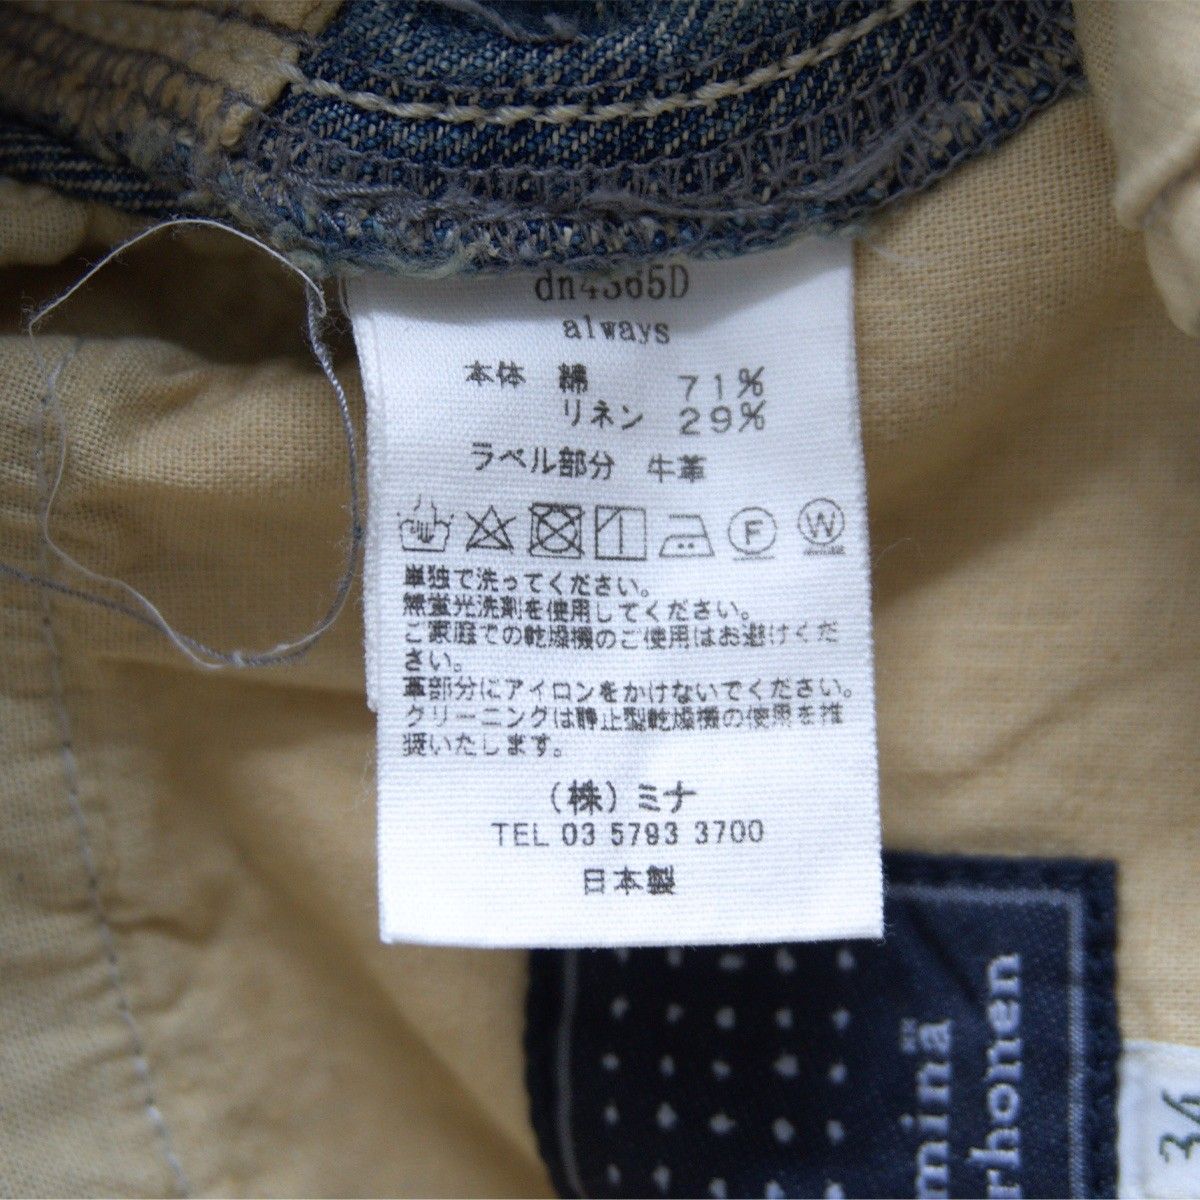 dn4365D
always
本体 綿 71%
リネン 29%
ラベル部分 牛革
F W
単独で洗ってください。
無蛍光洗剤を使用してください。
ご家庭での乾燥機のご使用はお避けくだ
さい。
革部分にアイロンをかけないでください。
クリーニングは静止型乾燥機の使用を推
奨いたします。
(株)ミナ
TEL 03 5793 3700
日本製
minä
rhonen